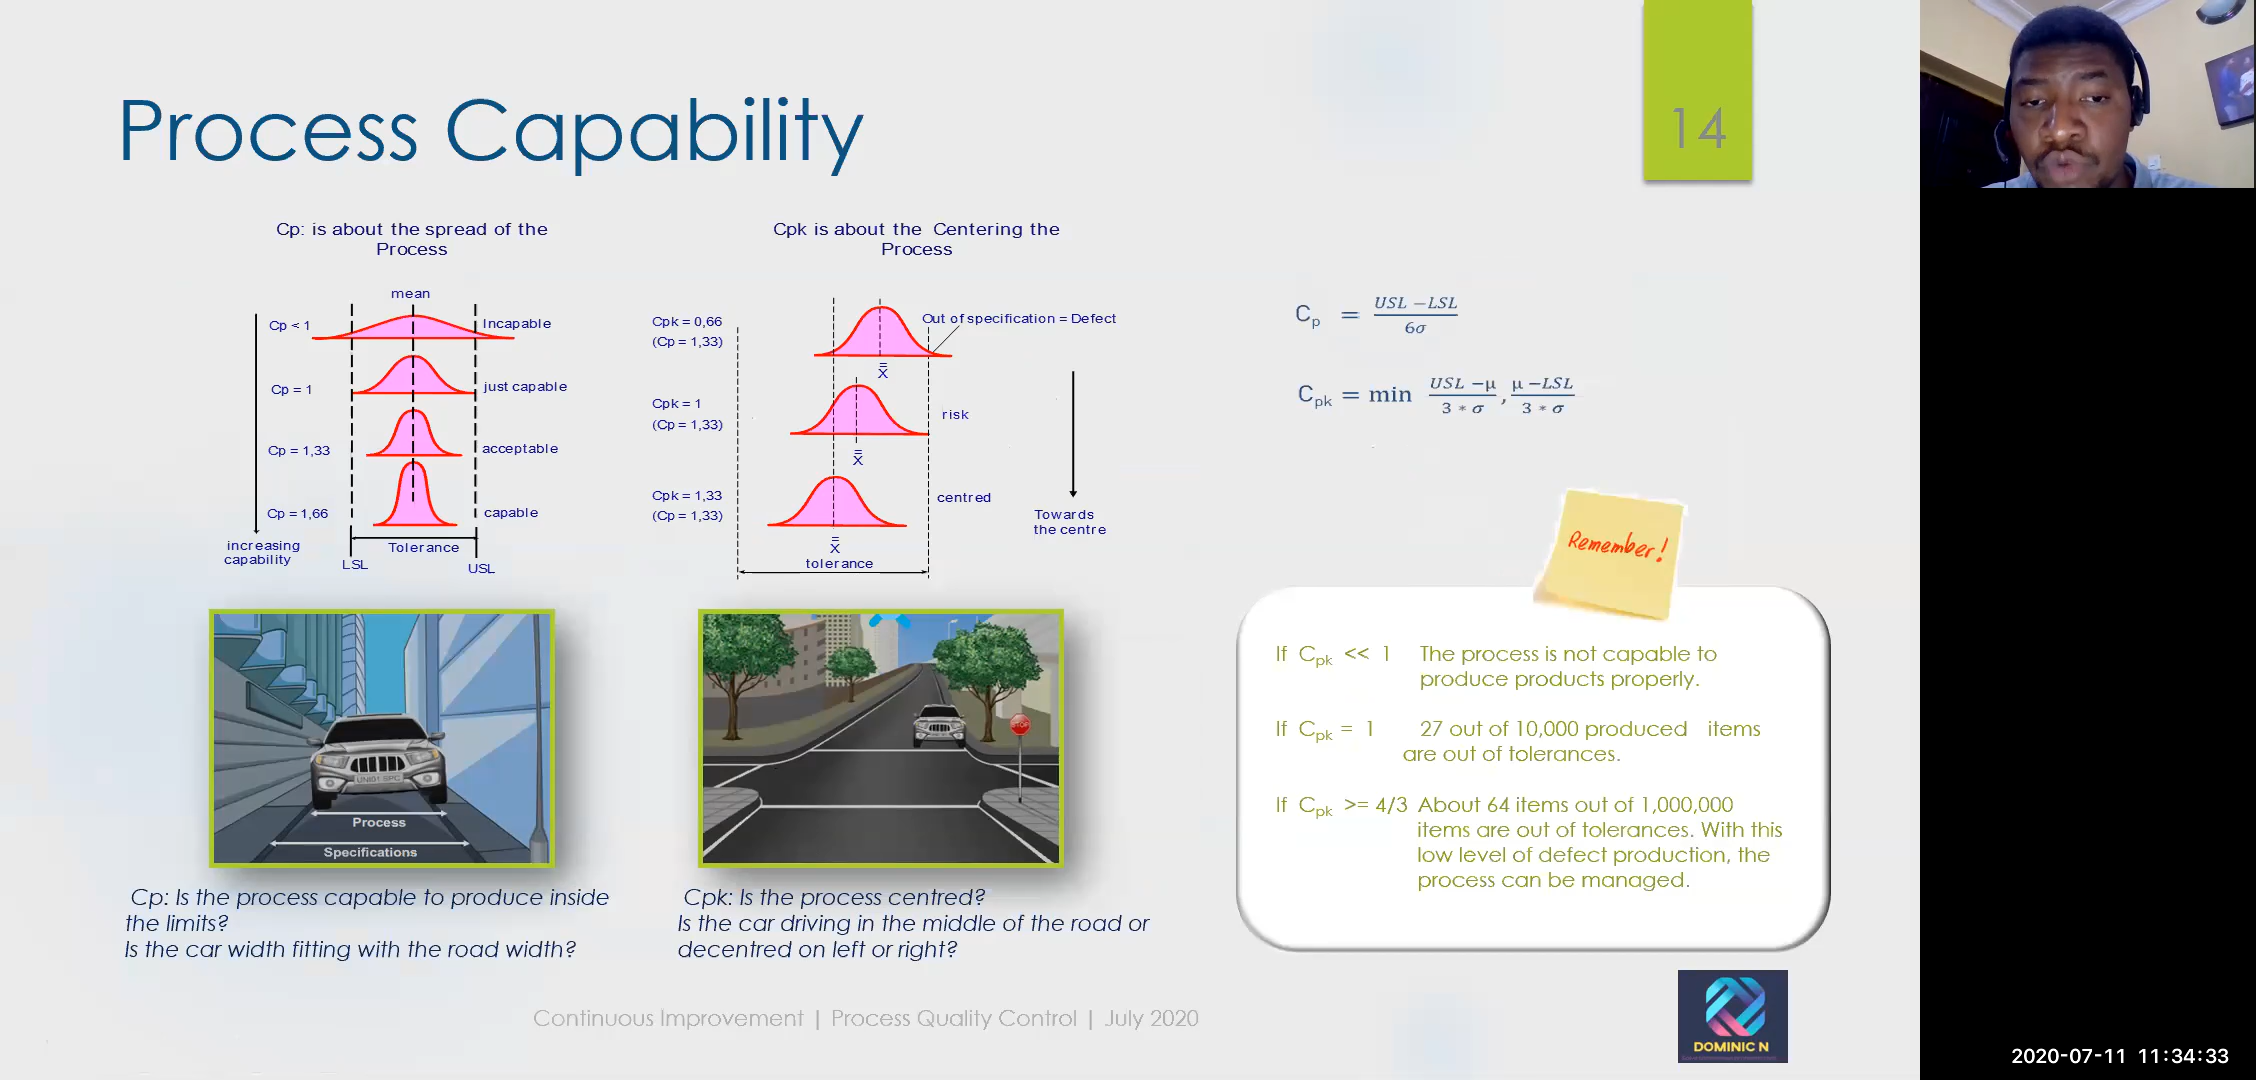 Process Capability
14
Cp: is about the spread of the
Process
mean
Cp < 1
Incapable
Cp = 1
just capable
Cp = 1,33
acceptable
Cp = 1,66
capable
increasing
capability
Tolerance
LSL
USL
Cpk is about the Centering the
Process
Cpk = 0,66
(Cp = 1,33)
Out of specification = Defect
X̿
Cpk = 1
(Cp = 1,33)
risk
X̿
Cpk = 1,33
(Cp = 1,33)
centred
X̿
tolerance
Towards
the centre
Cp = USL – LSL / 6σ
Cpk = min USL – μ / 3 * σ , μ – LSL / 3 * σ
Remember!
If Cpk << 1 The process is not capable to
produce products properly.
If Cpk = 1 27 out of 10,000 produced items
are out of tolerances.
If Cpk >= 4/3 About 64 items out of 1,000,000
items are out of tolerances. With this
low level of defect production, the
process can be managed.
UNI01 SPC
Process
Specifications
STOP
Cp: Is the process capable to produce inside
the limits?
Is the car width fitting with the road width?
Cpk: Is the process centred?
Is the car driving in the middle of the road or
decentred on left or right?
Continuous Improvement | Process Quality Control | July 2020
DOMINIC N
2020-07-11 11:34:33